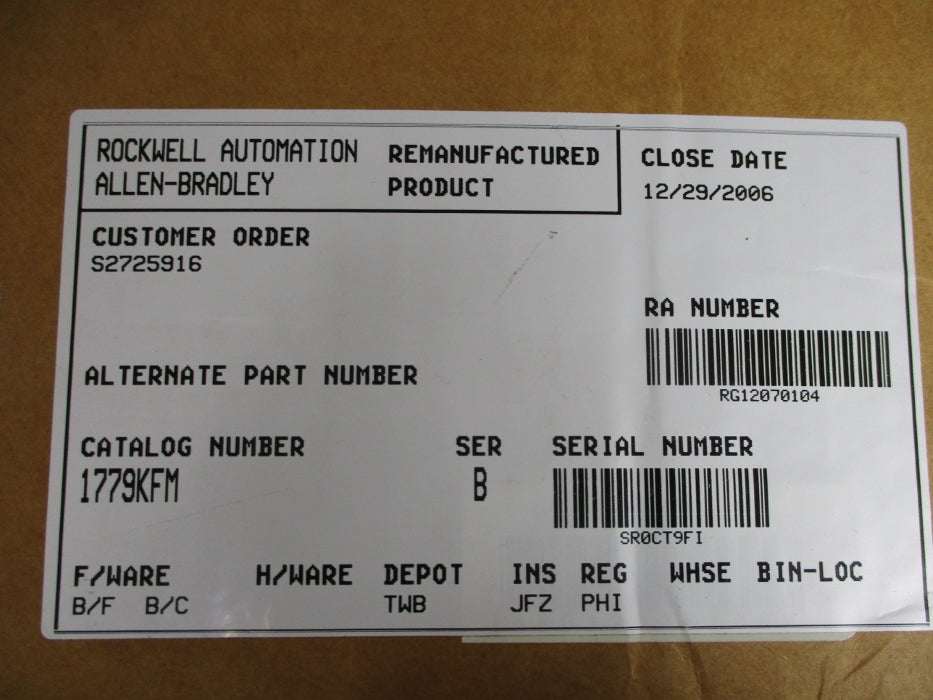 ROCKWELL AUTOMATION REMANUFACTURED
ALLEN-BRADLEY PRODUCT
CLOSE DATE
12/29/2006
CUSTOMER ORDER
S2725916
RA NUMBER
RG12070104
ALTERNATE PART NUMBER
CATALOG NUMBER SER SERIAL NUMBER
1779KFM B
SR0CT9FI
F/WARE H/WARE DEPOT INS REG WHSE BIN-LOC
B/F B/C TWB JFZ PHI